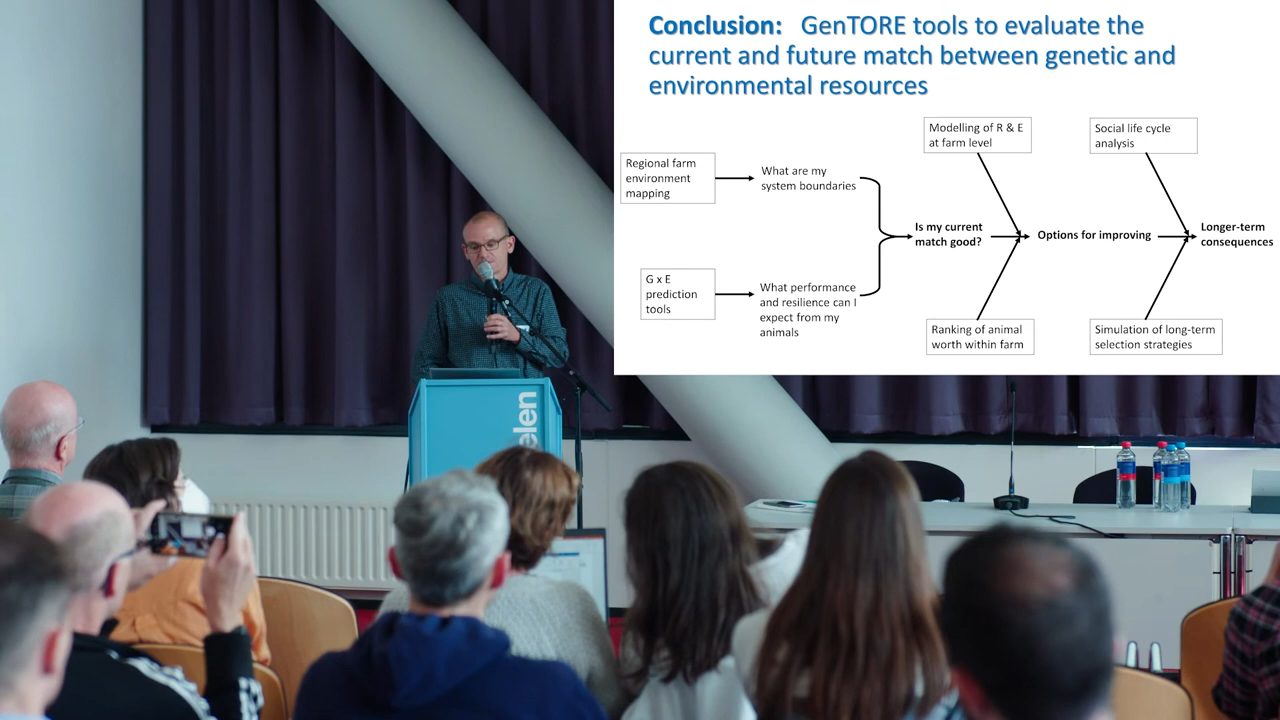 Conclusion: GenTORE tools to evaluate the
current and future match between genetic and
environmental resources
Modelling of R & E
at farm level
Social life cycle
analysis
Regional farm
environment
mapping
What are my
system boundaries
Is my current
match good?
Options for improving
Longer-term
consequences
G x E
prediction
tools
What performance
and resilience can I
expect from my
animals
Ranking of animal
worth within farm
Simulation of long-term
selection strategies
elen